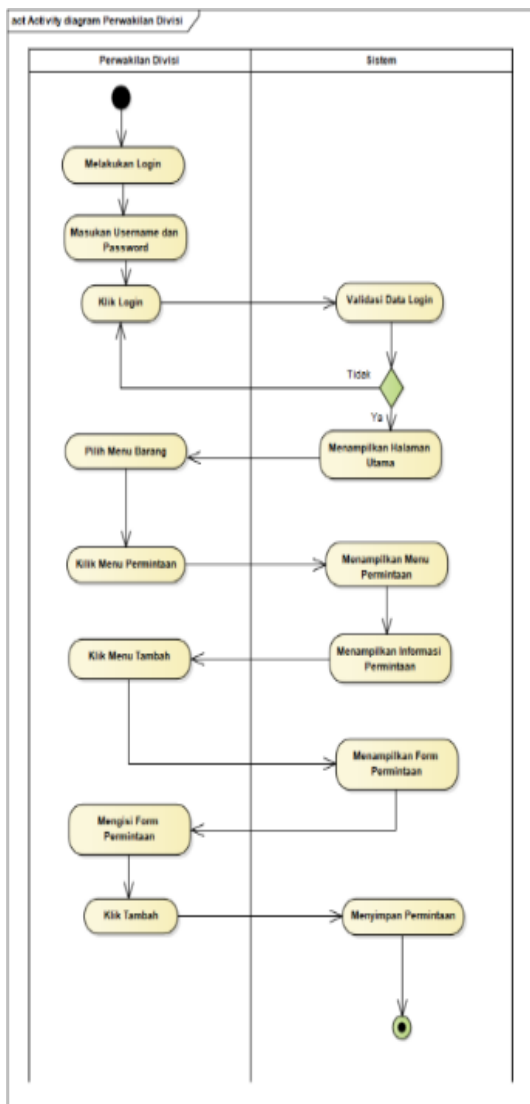 act Activity diagram Perwakilan Divisi
Perwakilan Divisi
Sistem
Melakukan Login
Masukan Username dan
Password
Klik Login
Validasi Data Login
Tidak
Ya
Menampilkan Halaman
Utama
Pilih Menu Barang
Kilik Menu Permintaan
Menampilkan Menu
Permintaan
Menampilkan Informasi
Permintaan
Klik Menu Tambah
Menampilkan Form
Permintaan
Mengisi Form
Permintaan
Klik Tambah
Menyimpan Permintaan